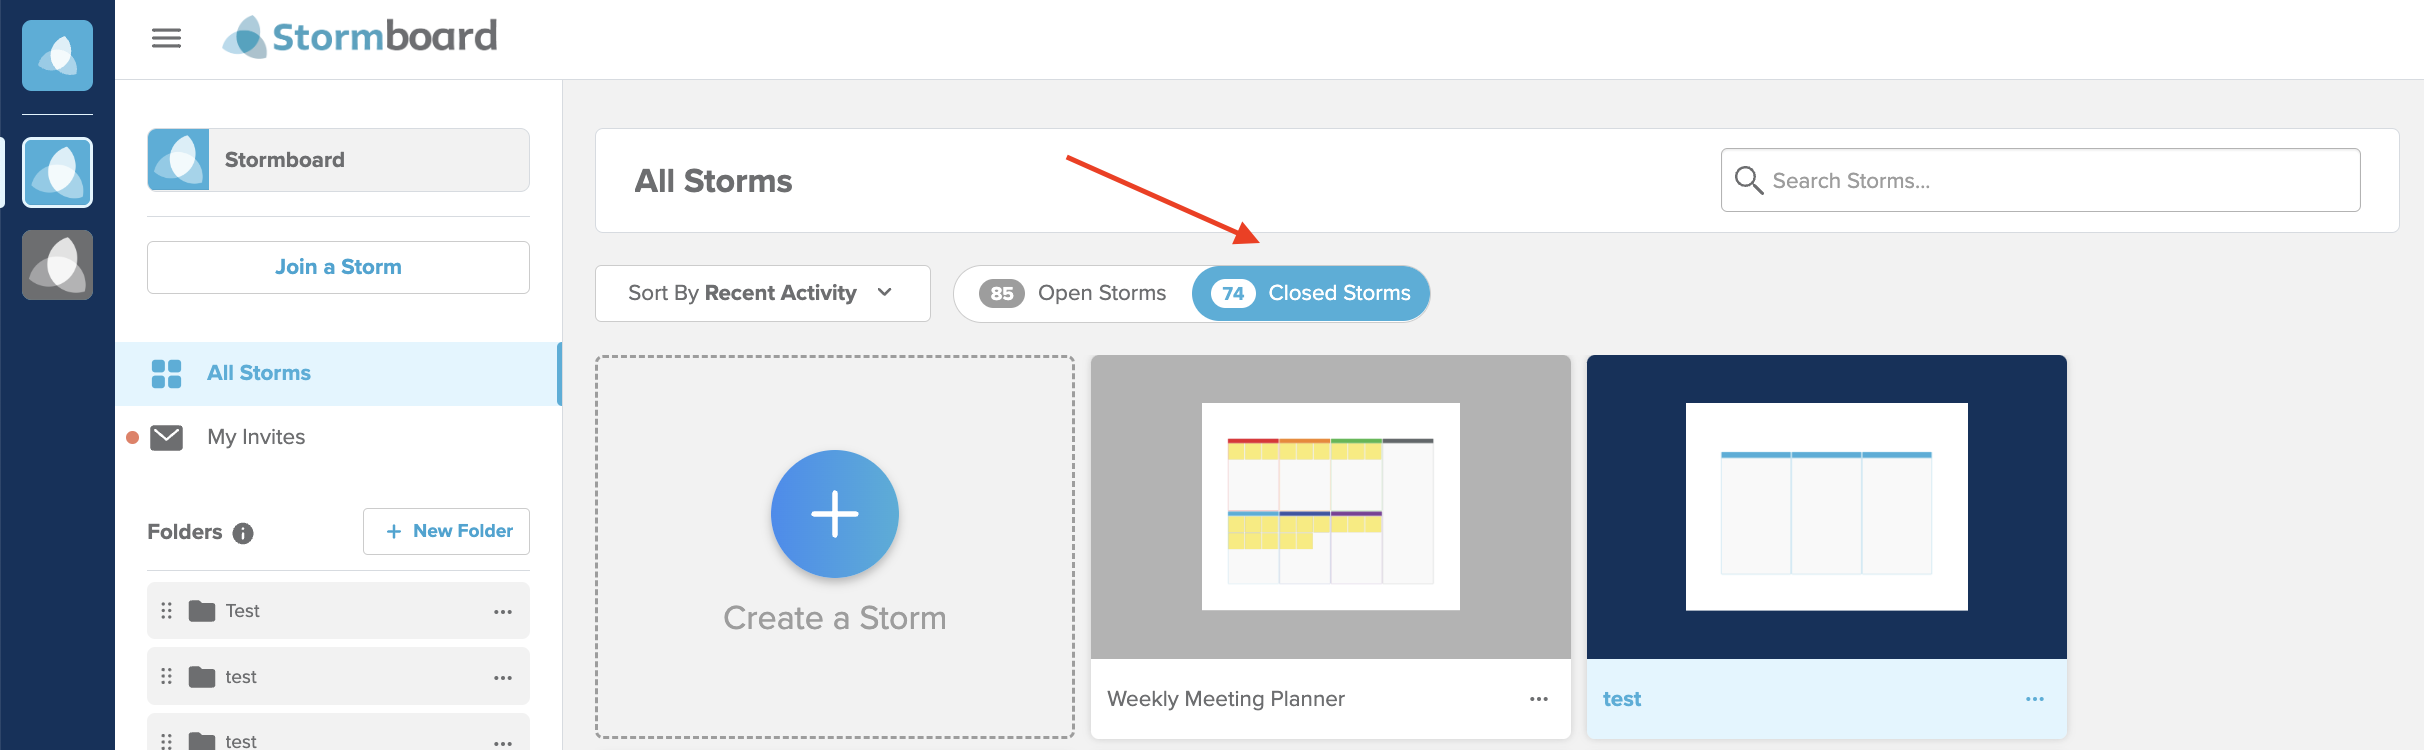 Stormboard
Stormboard
Join a Storm
All Storms
My Invites
Folders
+ New Folder
Test
test
test
All Storms
Search Storms...
Sort By Recent Activity
85 Open Storms
74 Closed Storms
Create a Storm
Weekly Meeting Planner
test